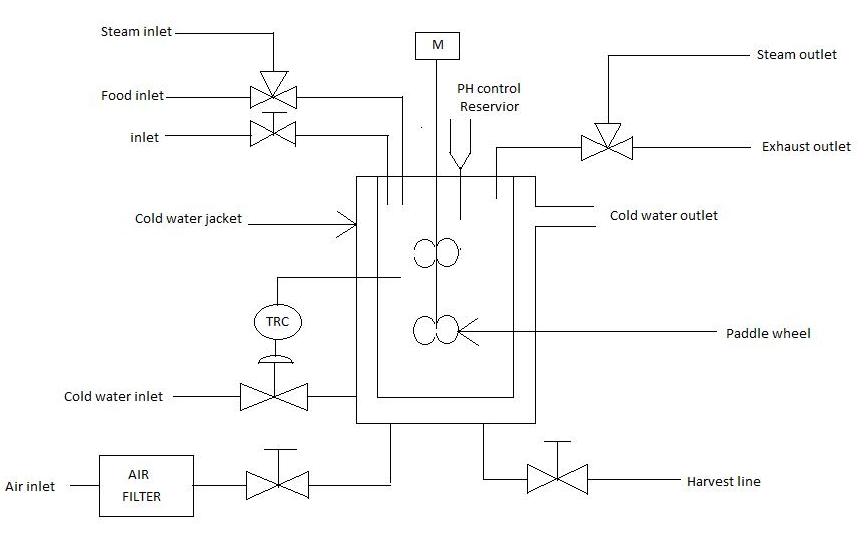 Steam inlet
M
Steam outlet
PH control
Reservior
Food inlet
inlet
Exhaust outlet
Cold water jacket
Cold water outlet
TRC
Paddle wheel
Cold water inlet
AIR
FILTER
Air inlet
Harvest line